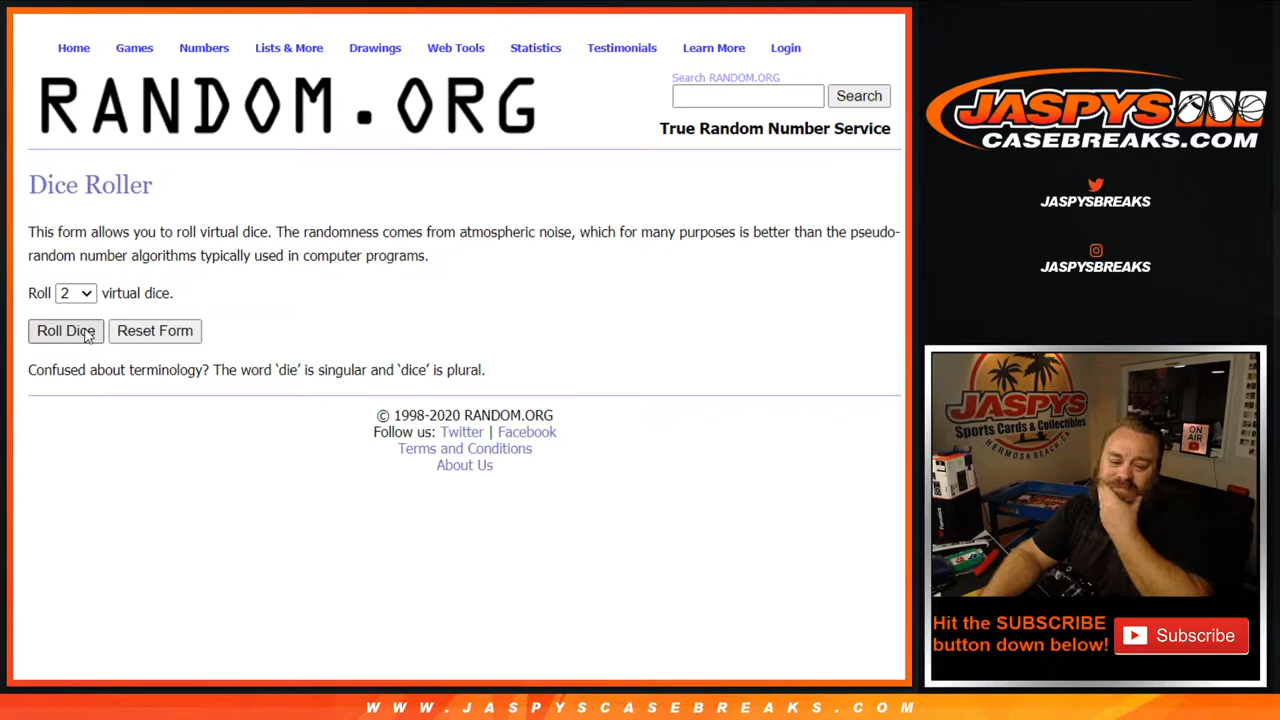 Home Games Numbers Lists & More Drawings Web Tools Statistics Testimonials Learn More Login
RANDOM.ORG
Search RANDOM.ORG
Search
True Random Number Service
Dice Roller
This form allows you to roll virtual dice. The randomness comes from atmospheric noise, which for many purposes is better than the pseudo-
random number algorithms typically used in computer programs.
Roll 2 virtual dice.
Roll Dice Reset Form
Confused about terminology? The word ‘die’ is singular and ‘dice’ is plural.
© 1998-2020 RANDOM.ORG
Follow us: Twitter | Facebook
Terms and Conditions
About Us
JASPYS
CASEBREAKS.COM
JASPYSBREAKS
JASPYSBREAKS
JASPYS
Sports Cards & Collectibles
HERMOSA BEACH, CA
ON
AIR
Fanatics
Hit the SUBSCRIBE
button down below!
Subscribe
WWW.JASPYSCASEBREAKS.COM